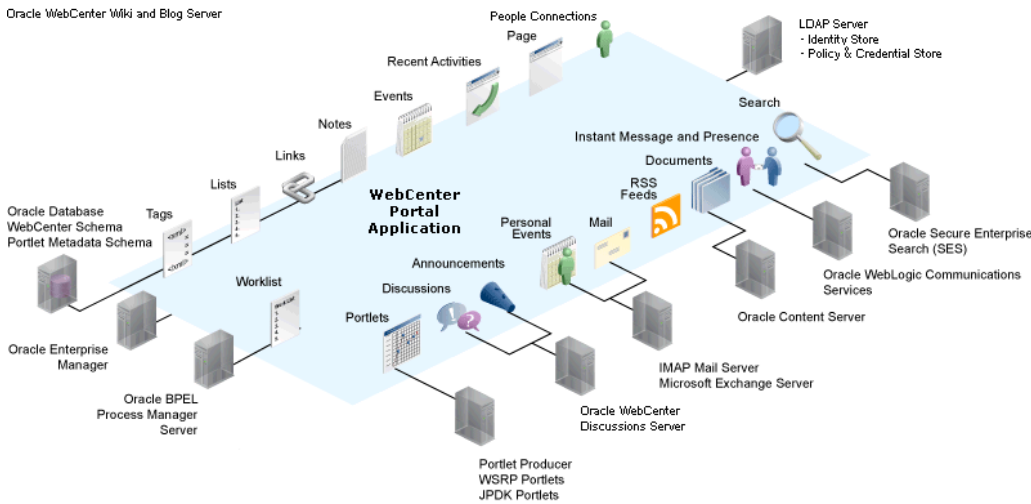 Oracle WebCenter Wiki and Blog Server
People Connections
Page
Recent Activities
Events
Notes
Links
Lists
Tags
LDAP Server
- Identity Store
- Policy & Credential Store
Search
Instant Message and Presence
Documents
RSS
Feeds
WebCenter
Portal
Application
Personal
Events
Mail
Announcements
Discussions
Portlets
Worklist
Oracle Database
WebCenter Schema
Portlet Metadata Schema
Oracle Enterprise
Manager
Oracle BPEL
Process Manager
Server
Portlet Producer
WSRP Portlets
JPDK Portlets
Oracle WebCenter
Discussions Server
IMAP Mail Server
Microsoft Exchange Server
Oracle Content Server
Oracle WebLogic Communications
Services
Oracle Secure Enterprise
Search (SES)